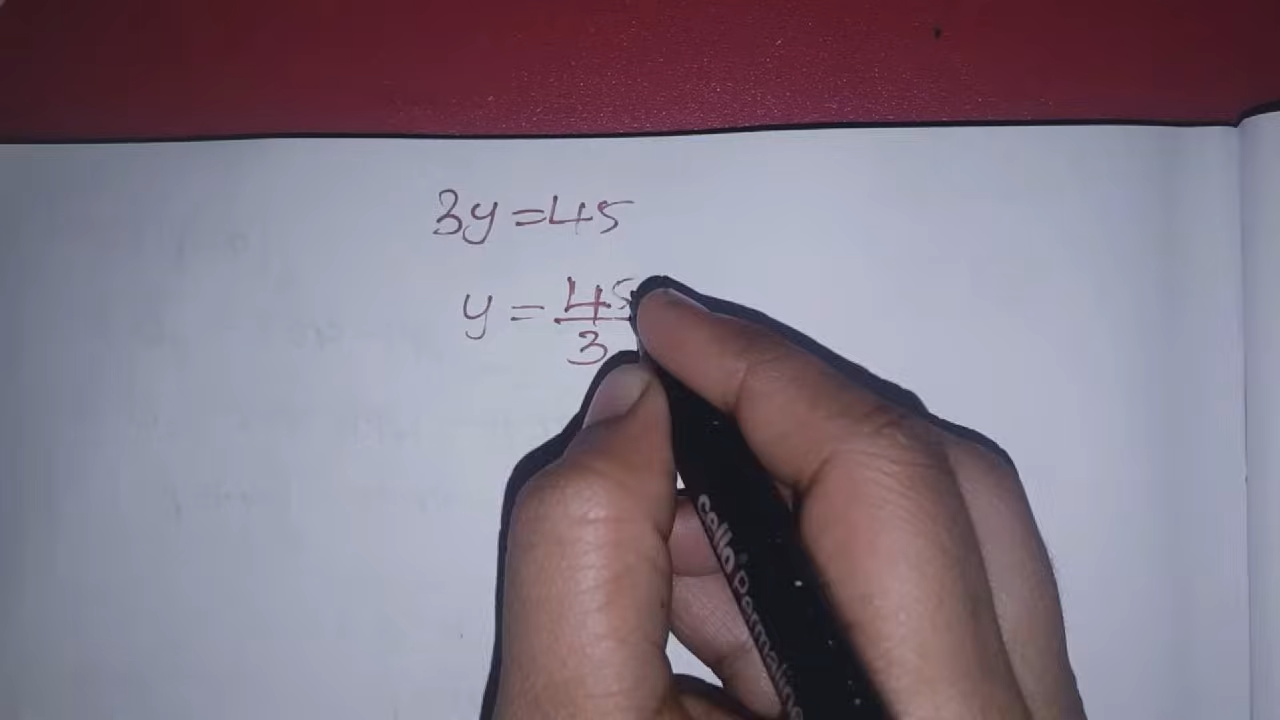 3y = 45
y = 45/3
cello Permaline